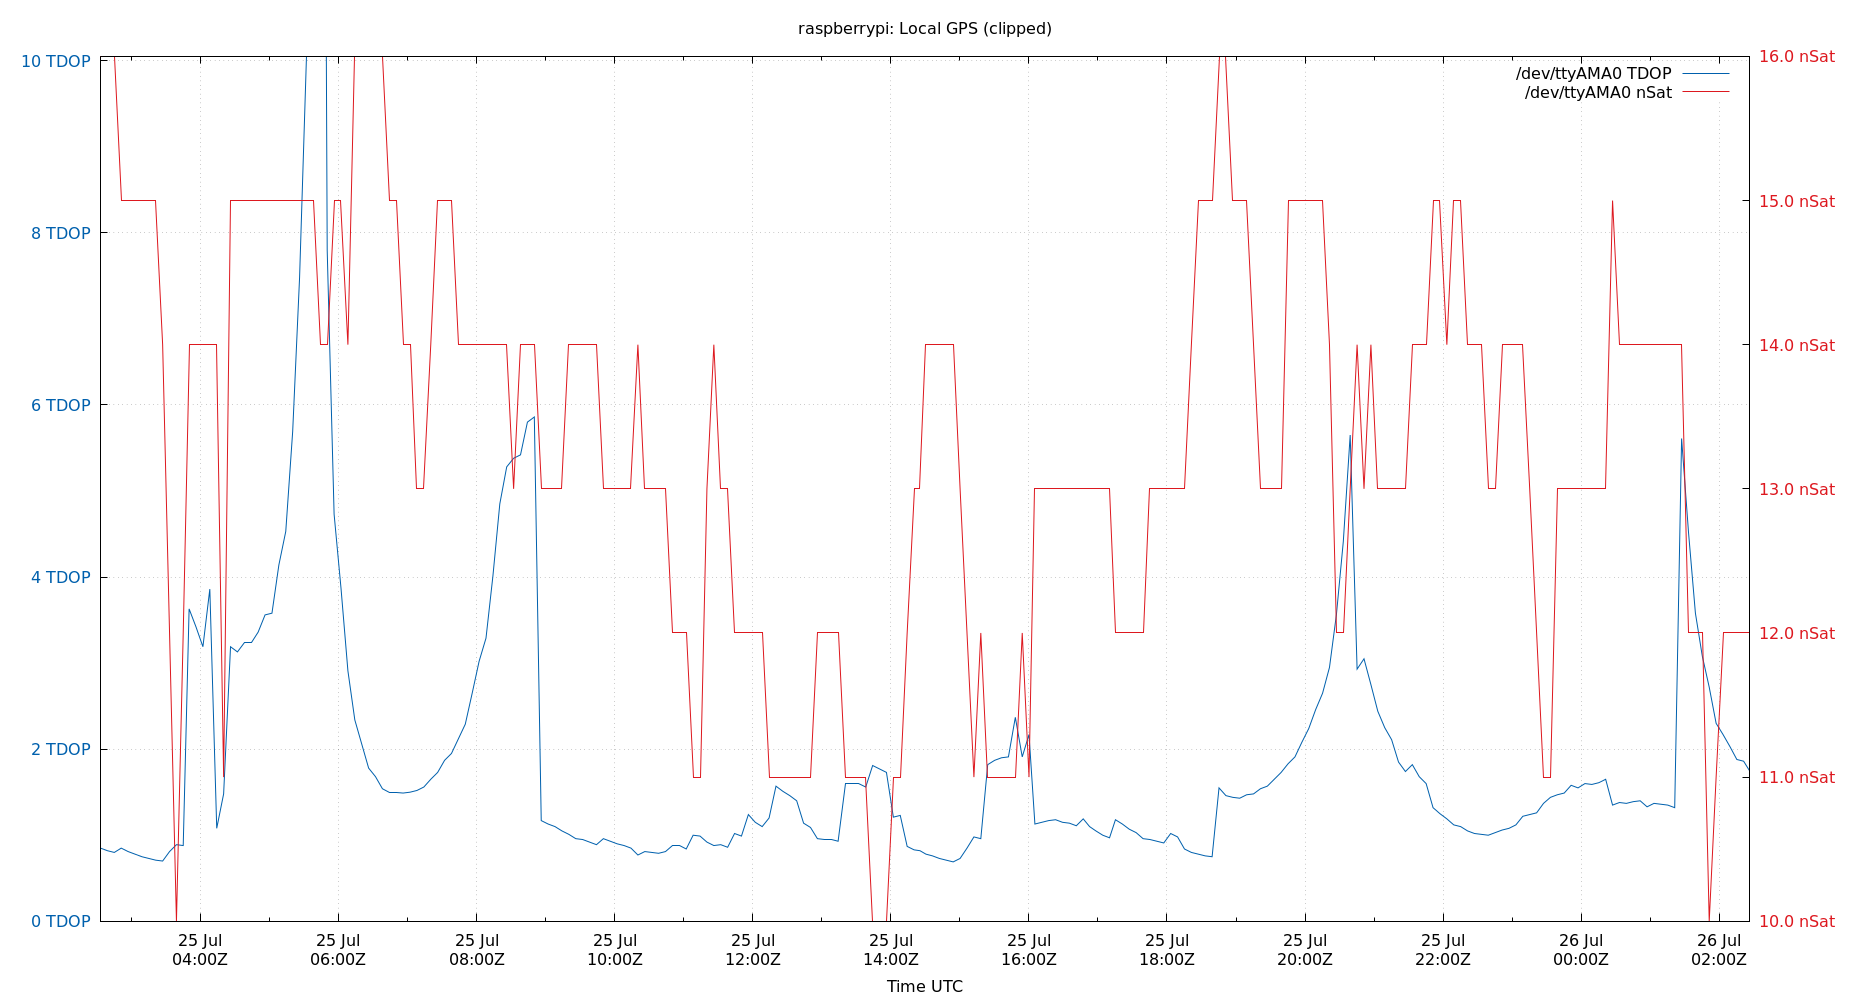 raspberrypi: Local GPS (clipped)
10 TDOP
8 TDOP
6 TDOP
4 TDOP
2 TDOP
0 TDOP
/dev/ttyAMA0 TDOP
/dev/ttyAMA0 nSat
16.0 nSat
15.0 nSat
14.0 nSat
13.0 nSat
12.0 nSat
11.0 nSat
10.0 nSat
25 Jul
04:00Z
25 Jul
06:00Z
25 Jul
08:00Z
25 Jul
10:00Z
25 Jul
12:00Z
25 Jul
14:00Z
25 Jul
16:00Z
25 Jul
18:00Z
25 Jul
20:00Z
25 Jul
22:00Z
26 Jul
00:00Z
26 Jul
02:00Z
Time UTC